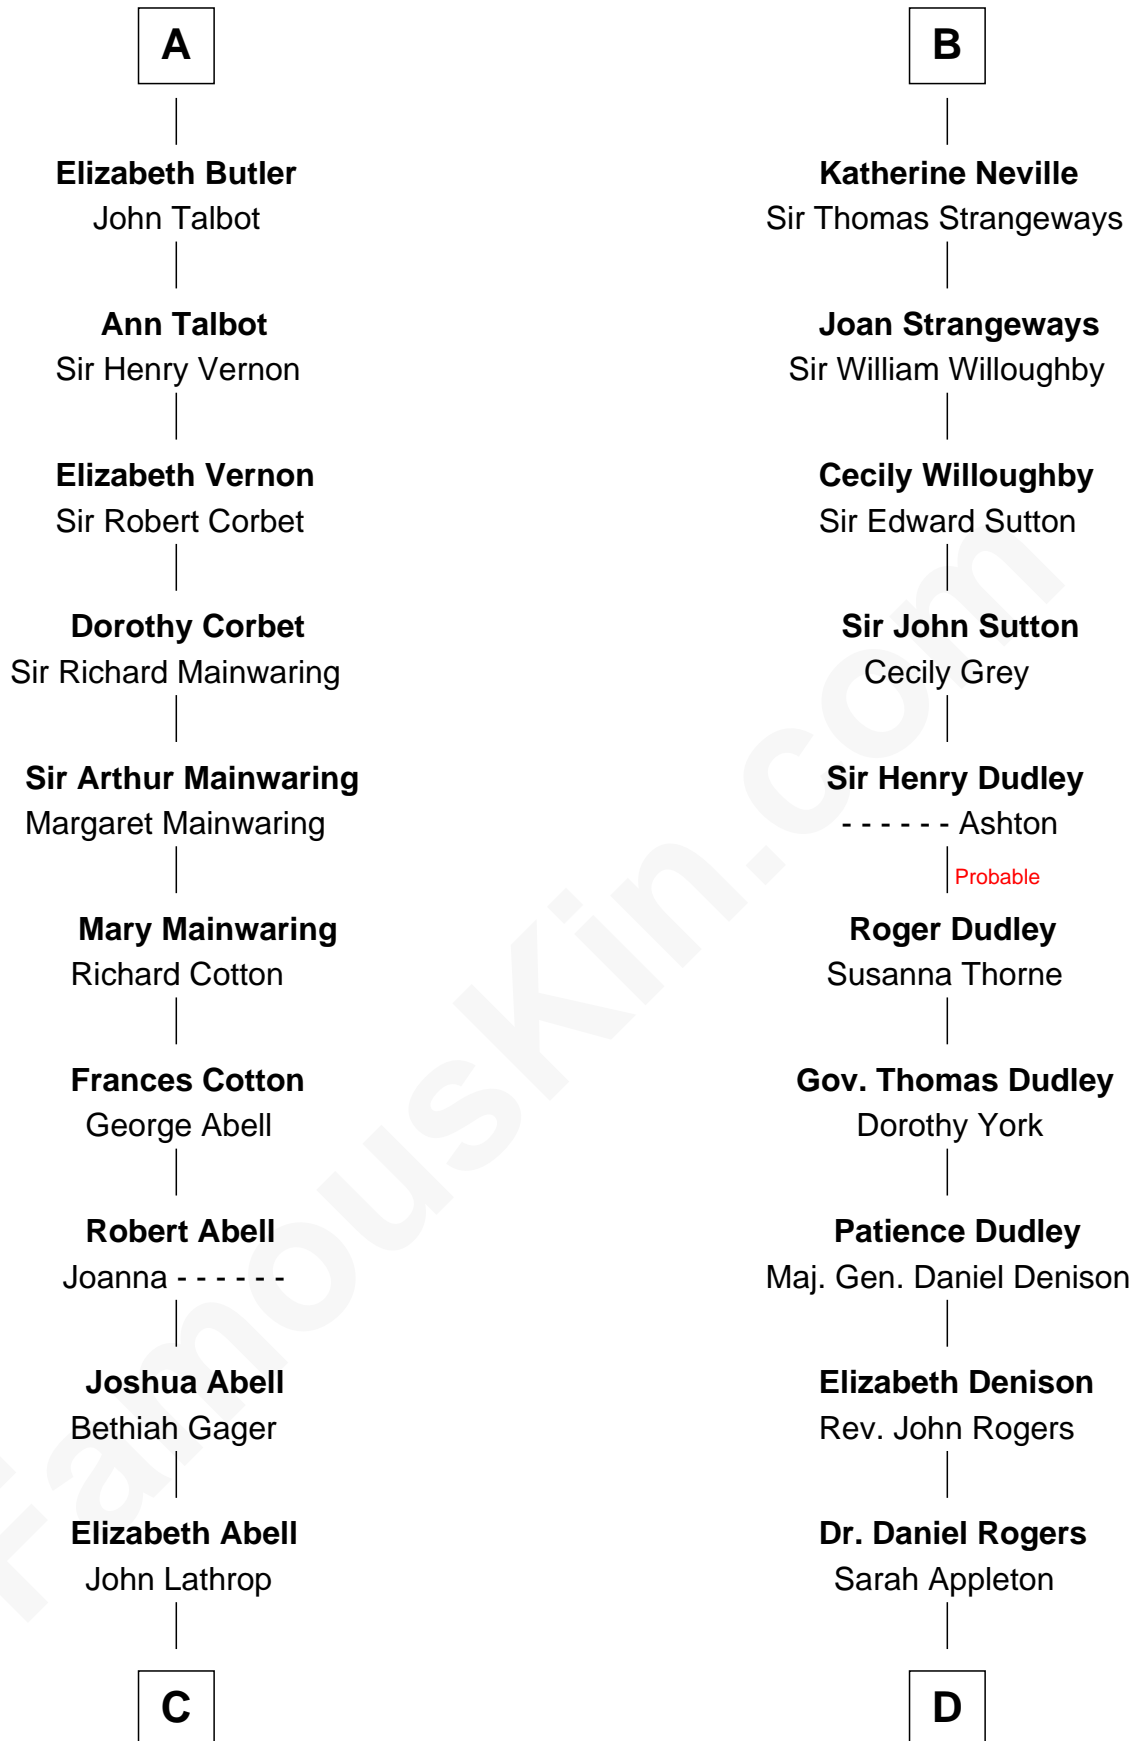 A
Elizabeth Butler
John Talbot
Ann Talbot
Sir Henry Vernon
Elizabeth Vernon
Sir Robert Corbet
Dorothy Corbet
Sir Richard Mainwaring
Sir Arthur Mainwaring
Margaret Mainwaring
Mary Mainwaring
Richard Cotton
Frances Cotton
George Abell
Robert Abell
Joanna - - - - - -
Joshua Abell
Bethiah Gager
Elizabeth Abell
John Lathrop
C
B
Katherine Neville
Sir Thomas Strangeways
Joan Strangeways
Sir William Willoughby
Cecily Willoughby
Sir Edward Sutton
Sir John Sutton
Cecily Grey
Sir Henry Dudley
- - - - - - Ashton
Probable
Roger Dudley
Susanna Thorne
Gov. Thomas Dudley
Dorothy York
Patience Dudley
Maj. Gen. Daniel Denison
Elizabeth Denison
Rev. John Rogers
Dr. Daniel Rogers
Sarah Appleton
D
FamousKin.com